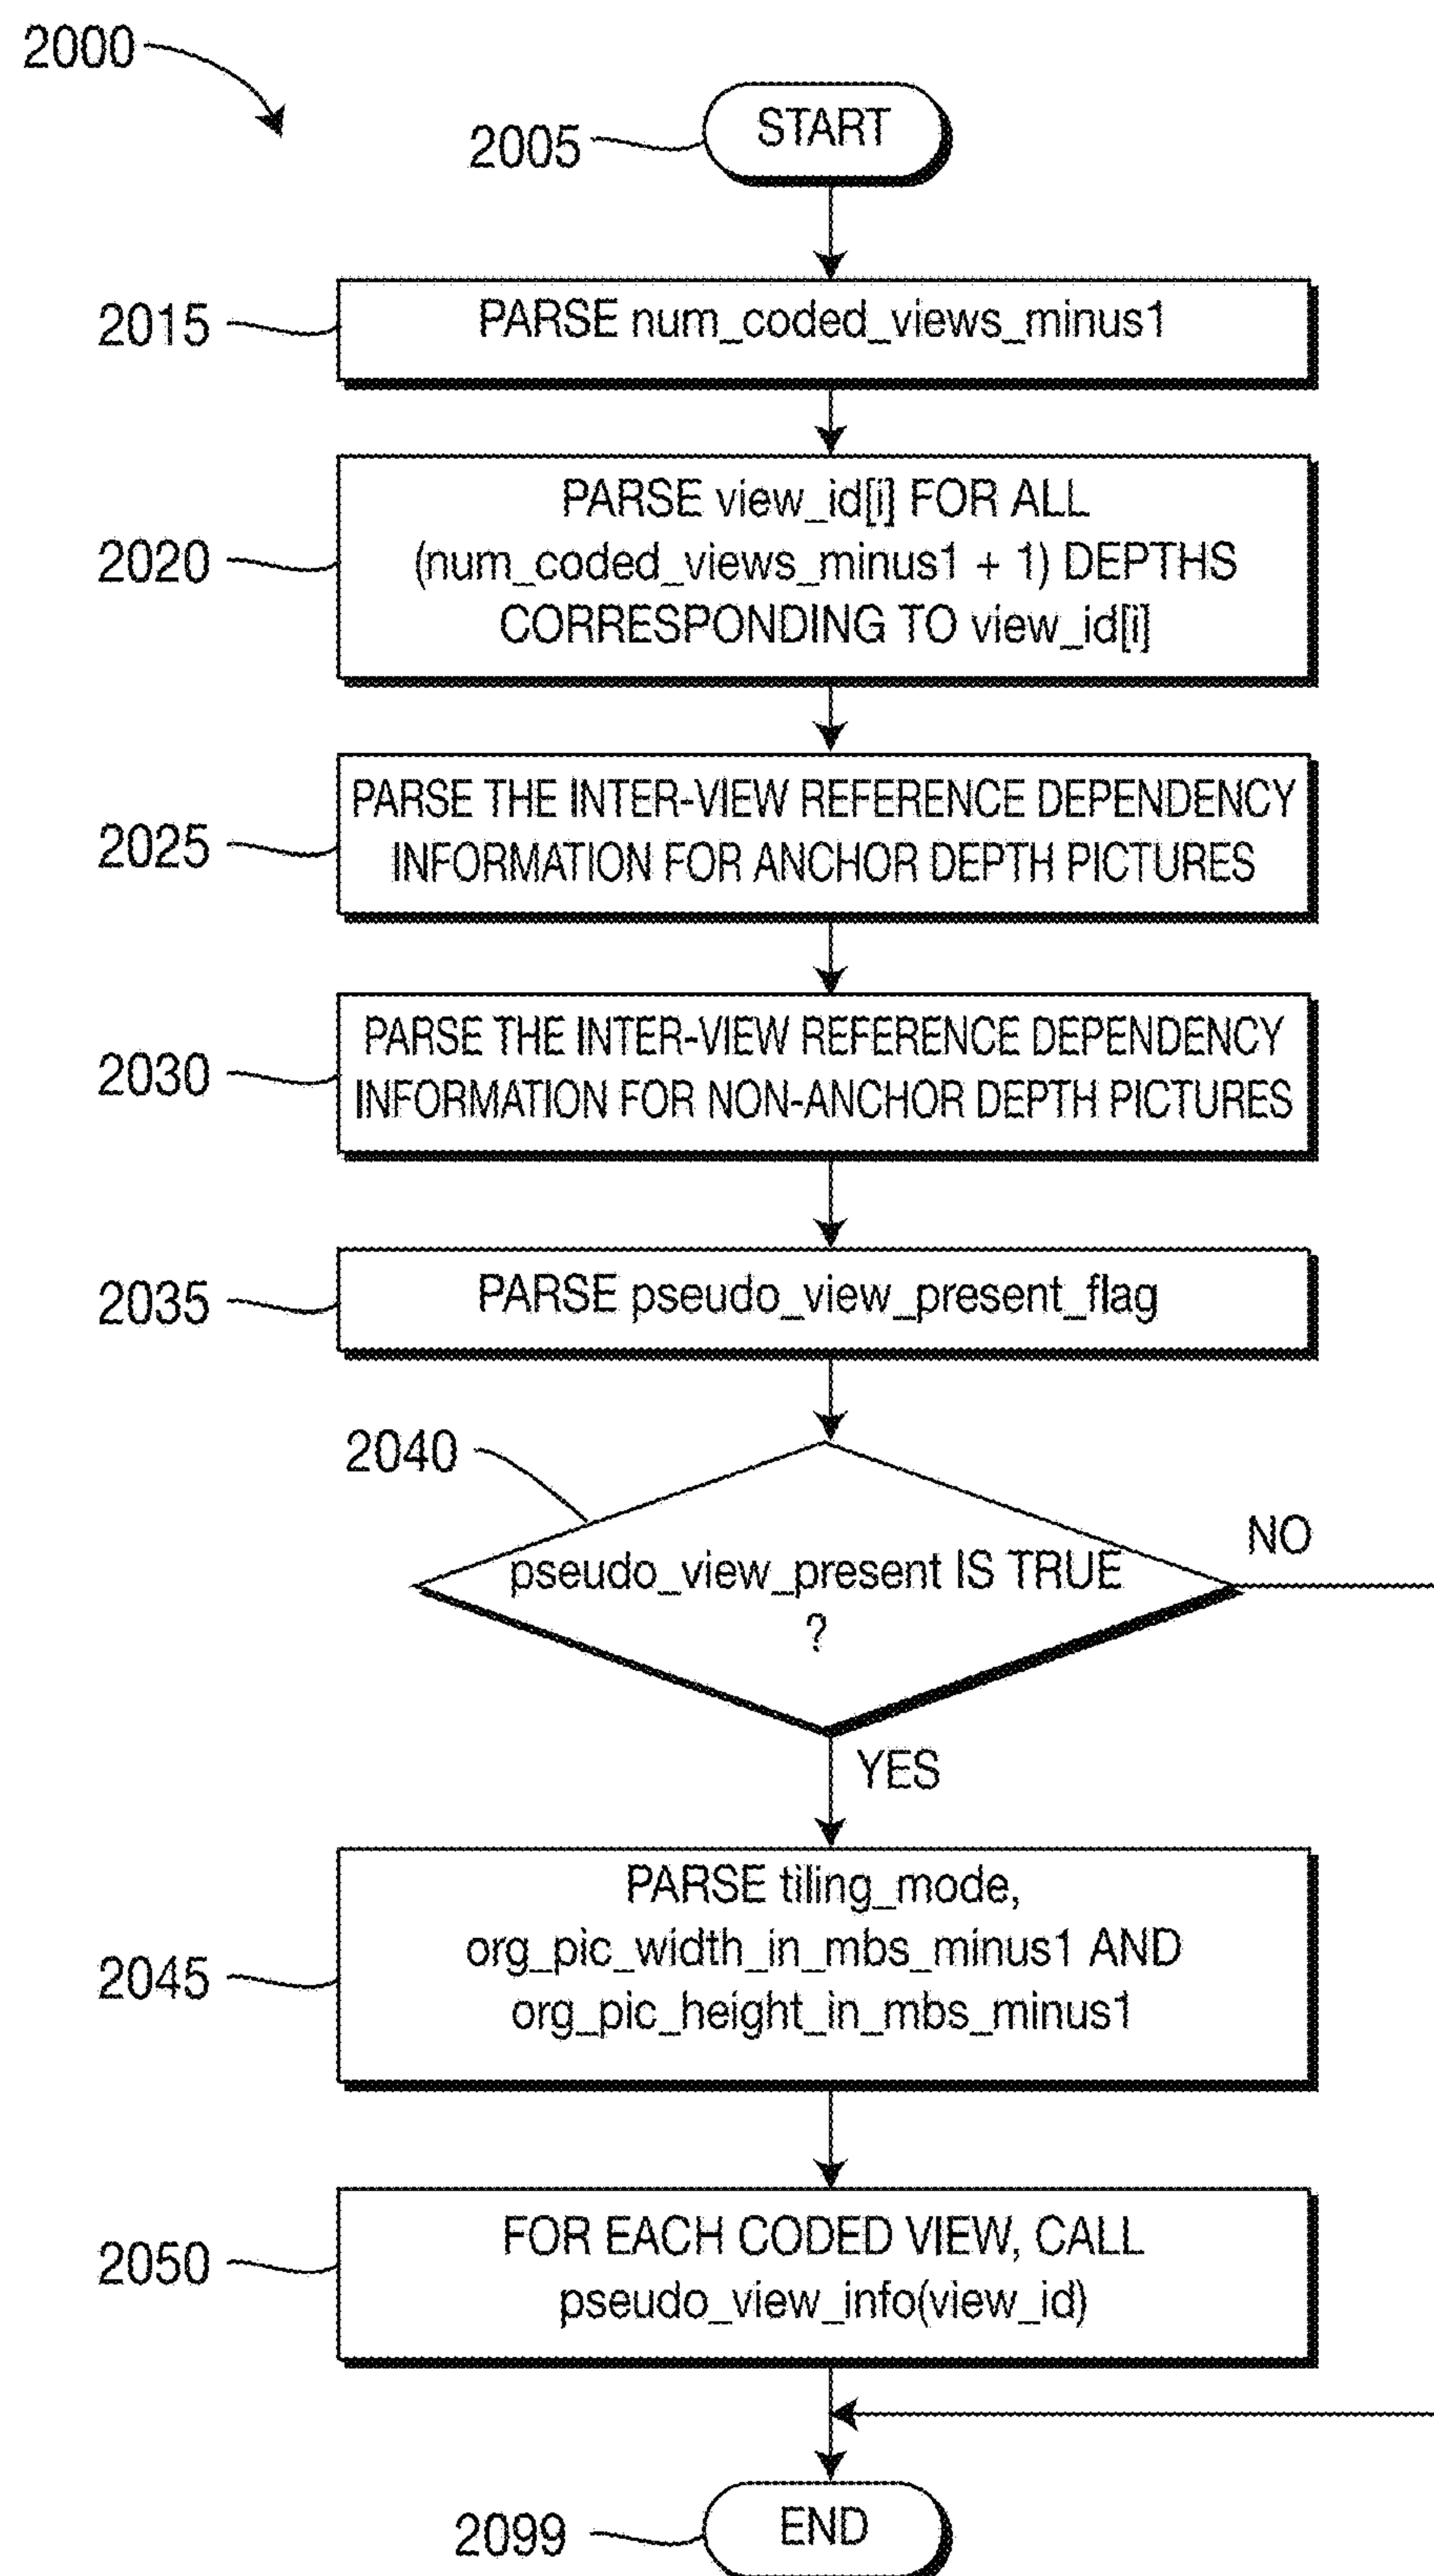 2000
2005
START
2015
PARSE num_coded_views_minus1
2020
PARSE view_id[i] FOR ALL
(num_coded_views_minus1 + 1) DEPTHS
CORRESPONDING TO view_id[i]
2025
PARSE THE INTER-VIEW REFERENCE DEPENDENCY
INFORMATION FOR ANCHOR DEPTH PICTURES
2030
PARSE THE INTER-VIEW REFERENCE DEPENDENCY
INFORMATION FOR NON-ANCHOR DEPTH PICTURES
2035
PARSE pseudo_view_present_flag
2040
pseudo_view_present IS TRUE
?
NO
YES
2045
PARSE tiling_mode,
org_pic_width_in_mbs_minus1 AND
org_pic_height_in_mbs_minus1
2050
FOR EACH CODED VIEW, CALL
pseudo_view_info(view_id)
2099
END